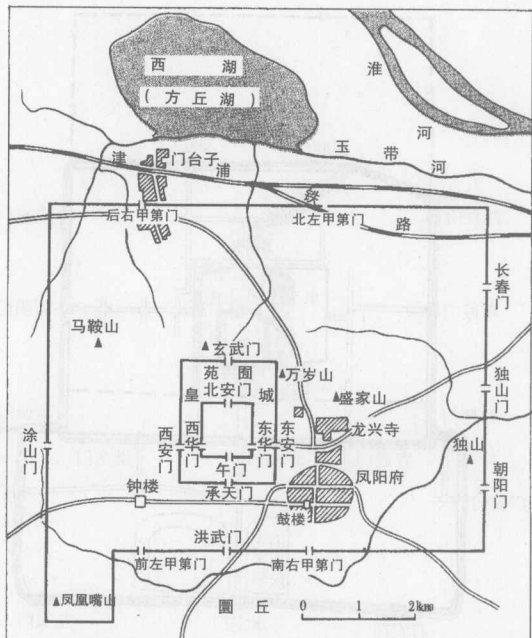 西湖
（方丘湖）
淮
河
玉带河
津浦
铁
路
门台子
后右甲第门
北左甲第门
长春门
马鞍山
玄武门
苑囿
万岁山
皇
城
北安门
盛家山
独山门
涂山门
西安门
西华门
东华门
东安门
龙兴寺
独山
午门
朝阳门
钟楼
承天门
凤阳府
鼓楼
洪武门
前左甲第门
南右甲第门
凤凰嘴山
圜丘
0 1 2km